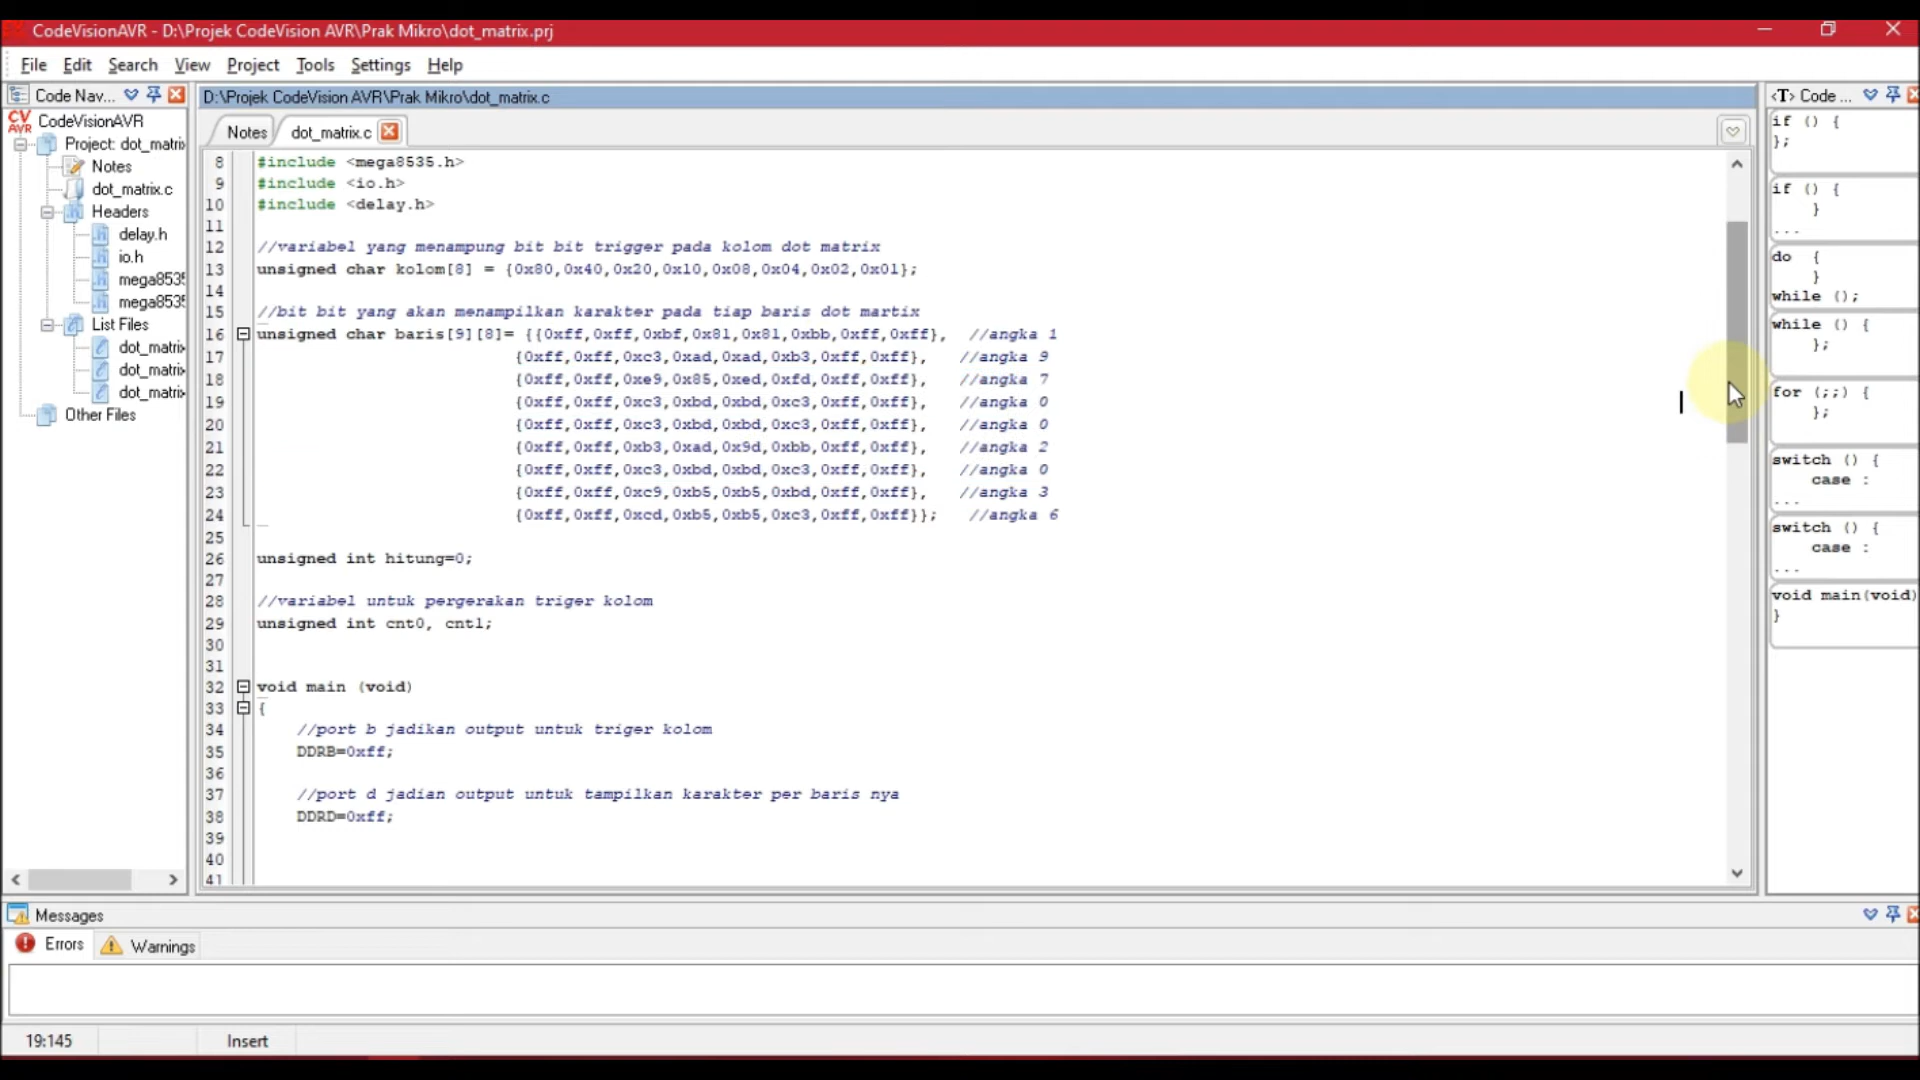 CodeVisionAVR - D:\Projek CodeVision AVR\Prak Mikro\dot_matrix.prj
File Edit Search View Project Tools Settings Help
Code Nav...
CodeVisionAVR
Project: dot_matri
Notes
dot_matrix.c
Headers
delay.h
io.h
mega8535
mega8535
List Files
dot_matri
dot_matri
dot_matri
Other Files
D:\Projek CodeVision AVR\Prak Mikro\dot_matrix.c
Notes dot_matrix.c
8 #include <mega8535.h>
9 #include <io.h>
10 #include <delay.h>
11
12 //variabel yang menampung bit bit trigger pada kolom dot matrix
13 unsigned char kolom[8] = {0x80,0x40,0x20,0x10,0x08,0x04,0x02,0x01};
14
15 //bit bit yang akan menampilkan karakter pada tiap baris dot martix
16 unsigned char baris[9][8]= {{0xff,0xff,0xbf,0x81,0x81,0xbb,0xff,0xff}, //angka 1
17 {0xff,0xff,0xc3,0xad,0xad,0xb3,0xff,0xff}, //angka 9
18 {0xff,0xff,0xe9,0x85,0xed,0xfd,0xff,0xff}, //angka 7
19 {0xff,0xff,0xc3,0xbd,0xbd,0xc3,0xff,0xff}, //angka 0
20 {0xff,0xff,0xc3,0xbd,0xbd,0xc3,0xff,0xff}, //angka 0
21 {0xff,0xff,0xb3,0xad,0x9d,0xbb,0xff,0xff}, //angka 2
22 {0xff,0xff,0xc3,0xbd,0xbd,0xc3,0xff,0xff}, //angka 0
23 {0xff,0xff,0xc9,0xb5,0xb5,0xbd,0xff,0xff}, //angka 3
24 {0xff,0xff,0xcd,0xb5,0xb5,0xc3,0xff,0xff}}; //angka 6
25
26 unsigned int hitung=0;
27
28 //variabel untuk pergerakan triger kolom
29 unsigned int cnt0, cnt1;
30
31
32 void main (void)
33 {
34 //port b jadikan output untuk triger kolom
35 DDRB=0xff;
36
37 //port d jadian output untuk tampilkan karakter per baris nya
38 DDRD=0xff;
39
40
41
<T> Code ...
if () {
};
if () {
}
...
do {
}
while ();
while () {
};
for (;;) {
};
switch () {
case :
...
switch () {
case :
...
void main(void)
}
Messages
Errors Warnings
19:145 Insert